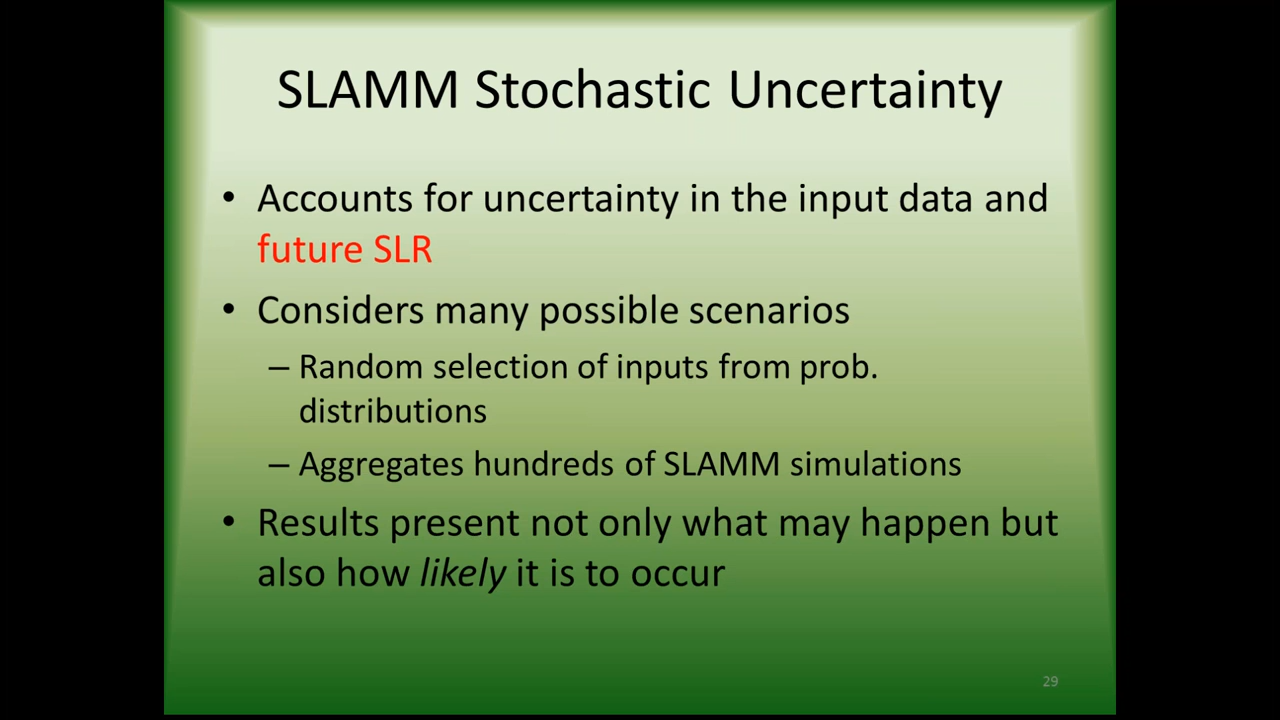 SLAMM Stochastic Uncertainty
• Accounts for uncertainty in the input data and
future SLR
• Considers many possible scenarios
– Random selection of inputs from prob.
distributions
– Aggregates hundreds of SLAMM simulations
• Results present not only what may happen but
also how likely it is to occur
29